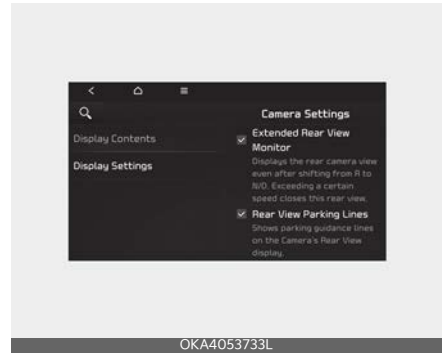 Camera Settings
Display Contents
Display Settings
Extended Rear View
Monitor
Displays the rear camera view
even after shifting from R to
N/D. Exceeding a certain
speed closes this rear view.
Rear View Parking Lines
Shows parking guidance lines
on the Camera's Rear View
display.
OKA4053733L